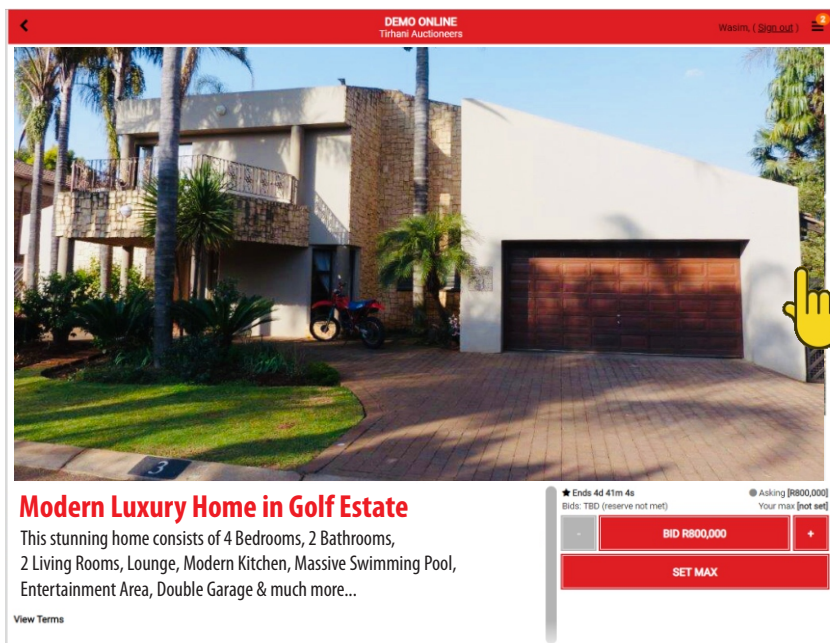 DEMO ONLINE
Tirhani Auctioneers
Wasim, ( Sign out )
2
3
Modern Luxury Home in Golf Estate
This stunning home consists of 4 Bedrooms, 2 Bathrooms,
2 Living Rooms, Lounge, Modern Kitchen, Massive Swimming Pool,
Entertainment Area, Double Garage & much more...
View Terms
★ Ends 4d 41m 4s
Asking [R800,000]
Bids: TBD (reserve not met)
Your max [not set]
-
BID R800,000
+
SET MAX